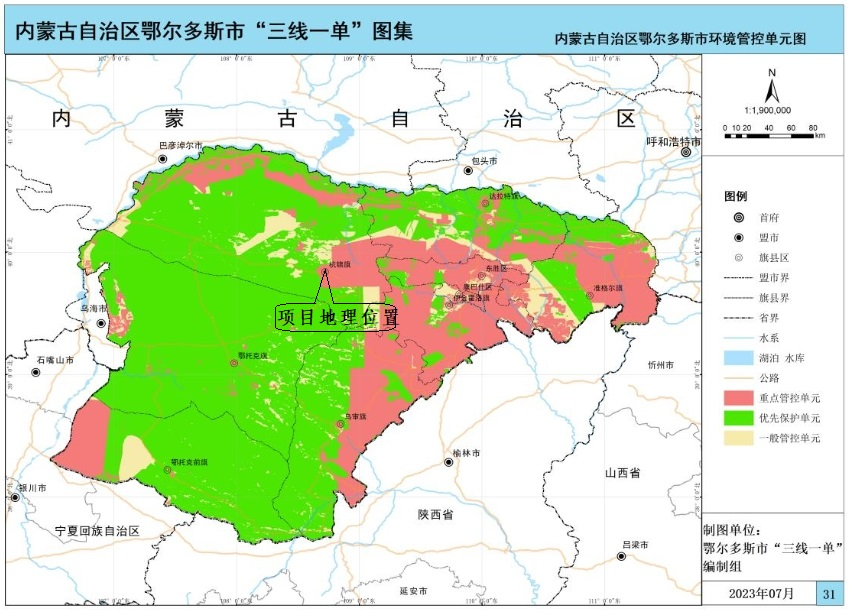 内蒙古自治区鄂尔多斯市“三线一单”图集
内蒙古自治区鄂尔多斯市环境管控单元图
内 蒙 古 自 治 区
N
1:1,900,000
0 10 20 40 60 80
km
呼和浩特市
巴彦淖尔市
包头市
达拉特旗
杭锦旗
东胜区
康巴什区
伊金霍洛旗
准格尔旗
项目地理位置
乌海市
石嘴山市
鄂托克旗
忻州市
乌审旗
鄂托克前旗
榆林市
银川市
山西省
宁夏回族自治区
陕西省
吕梁市
延安市
图例
首府
盟市
旗县区
盟市界
旗县界
省界
水系
湖泊 水库
公路
重点管控单元
优先保护单元
一般管控单元
制图单位：
鄂尔多斯市“三线一单”
编制组
2023年07月
31